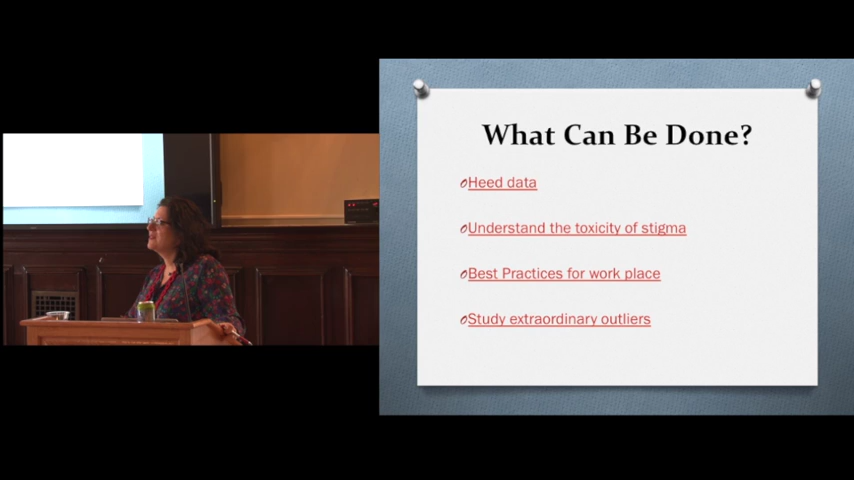 What Can Be Done?
Heed data
Understand the toxicity of stigma
Best Practices for work place
Study extraordinary outliers